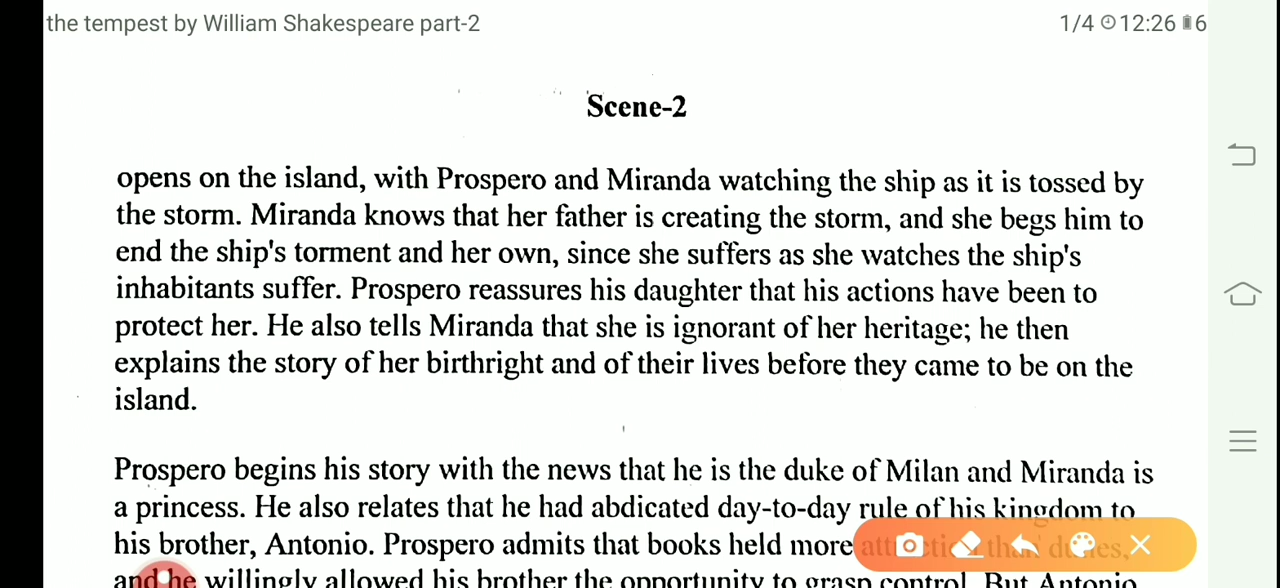 the tempest by William Shakespeare part-2 1/4 12:26 6
Scene-2
opens on the island, with Prospero and Miranda watching the ship as it is tossed by
the storm. Miranda knows that her father is creating the storm, and she begs him to
end the ship's torment and her own, since she suffers as she watches the ship's
inhabitants suffer. Prospero reassures his daughter that his actions have been to
protect her. He also tells Miranda that she is ignorant of her heritage; he then
explains the story of her birthright and of their lives before they came to be on the
island.
Prospero begins his story with the news that he is the duke of Milan and Miranda is
a princess. He also relates that he had abdicated day-to-day rule of his kingdom to
his brother, Antonio. Prospero admits that books held more
and he willingly allowed his brother the opportunity to grasp control. But Antonio